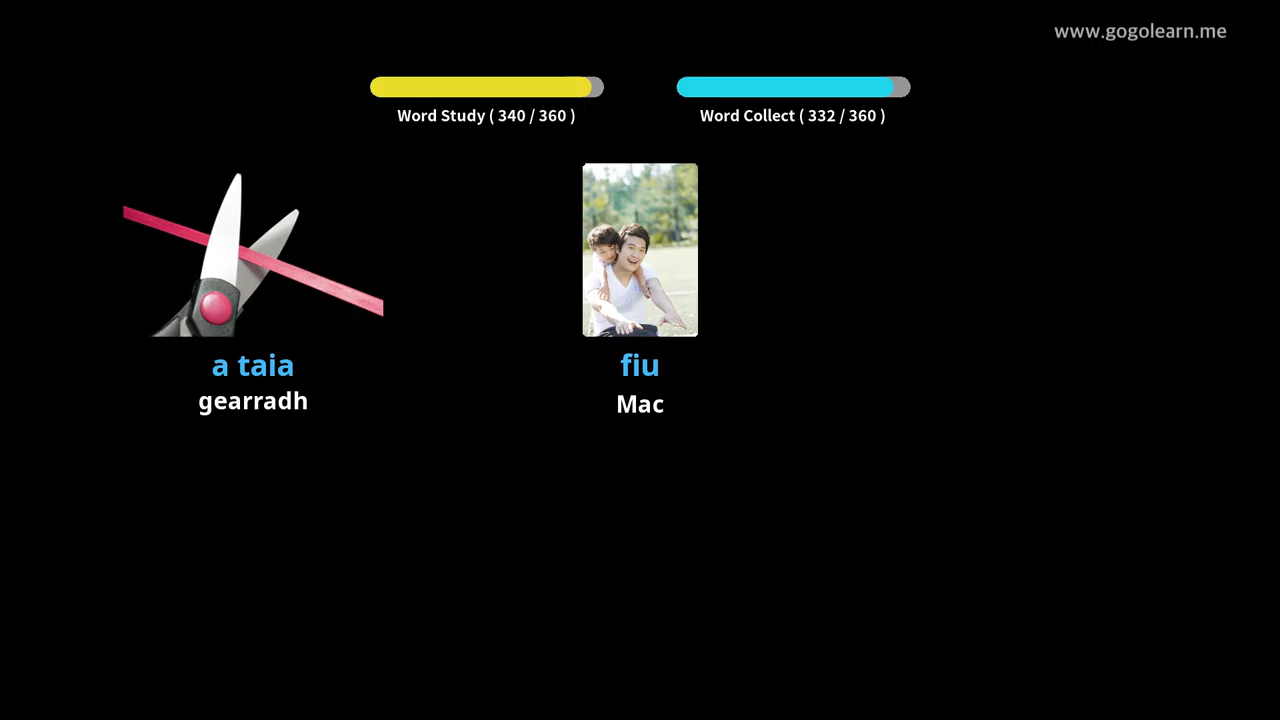 www.gogolearn.me
Word Study ( 340 / 360 )
Word Collect ( 332 / 360 )
a taia
gearradh
fiu
Mac